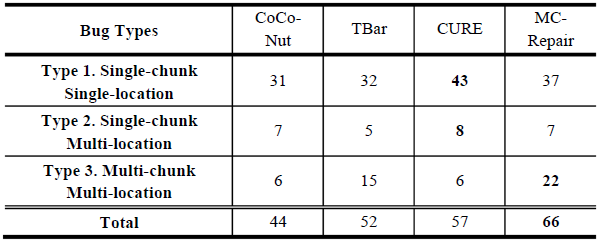 Bug Types CoCo- TBar CURE MC-
Nut Repair
Type 1. Single-chunk
Single-location 31 32 43 37
Type 2. Single-chunk
Multi-location 7 5 8 7
Type 3. Multi-chunk
Multi-location 6 15 6 22
Total 44 52 57 66